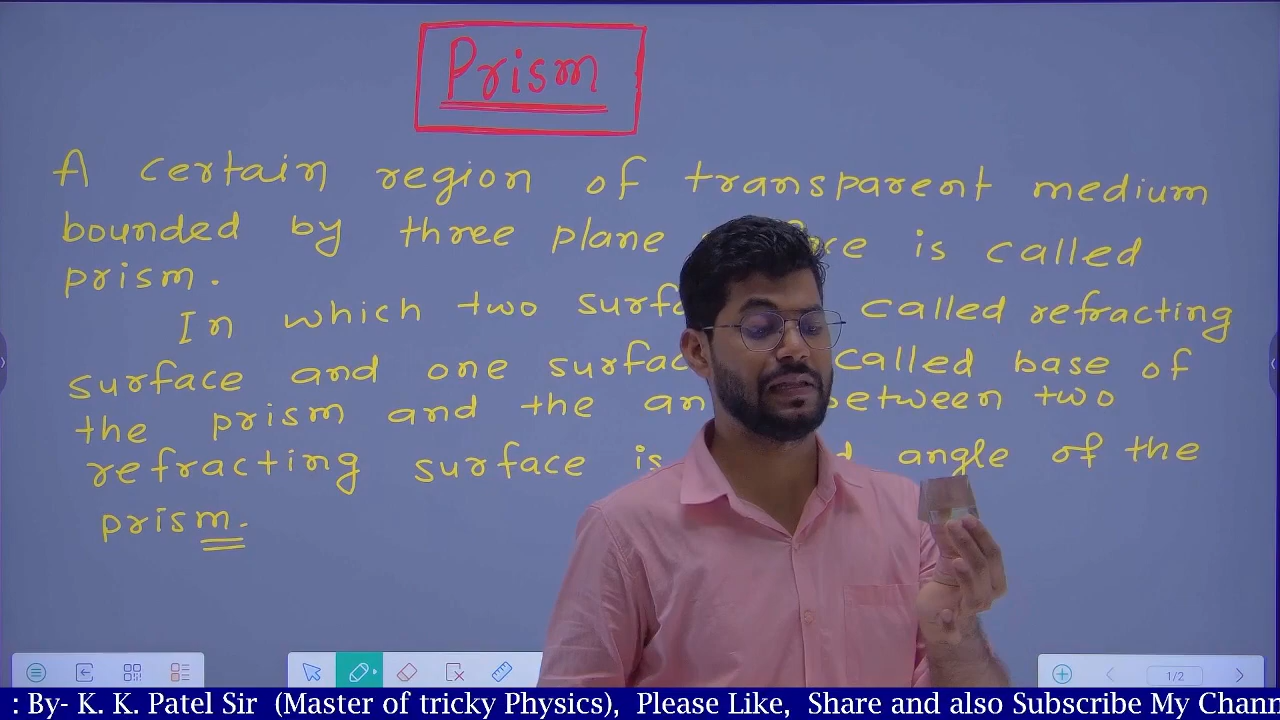 Prism
A certain region of transparent medium
bounded by three plane is called
prism.
In which two called refracting
surface and one called base of
the prism and the between two
refracting surface is angle of the
prism.
1/2
: By- K. K. Patel Sir (Master of tricky Physics), Please Like, Share and also Subscribe My Chann